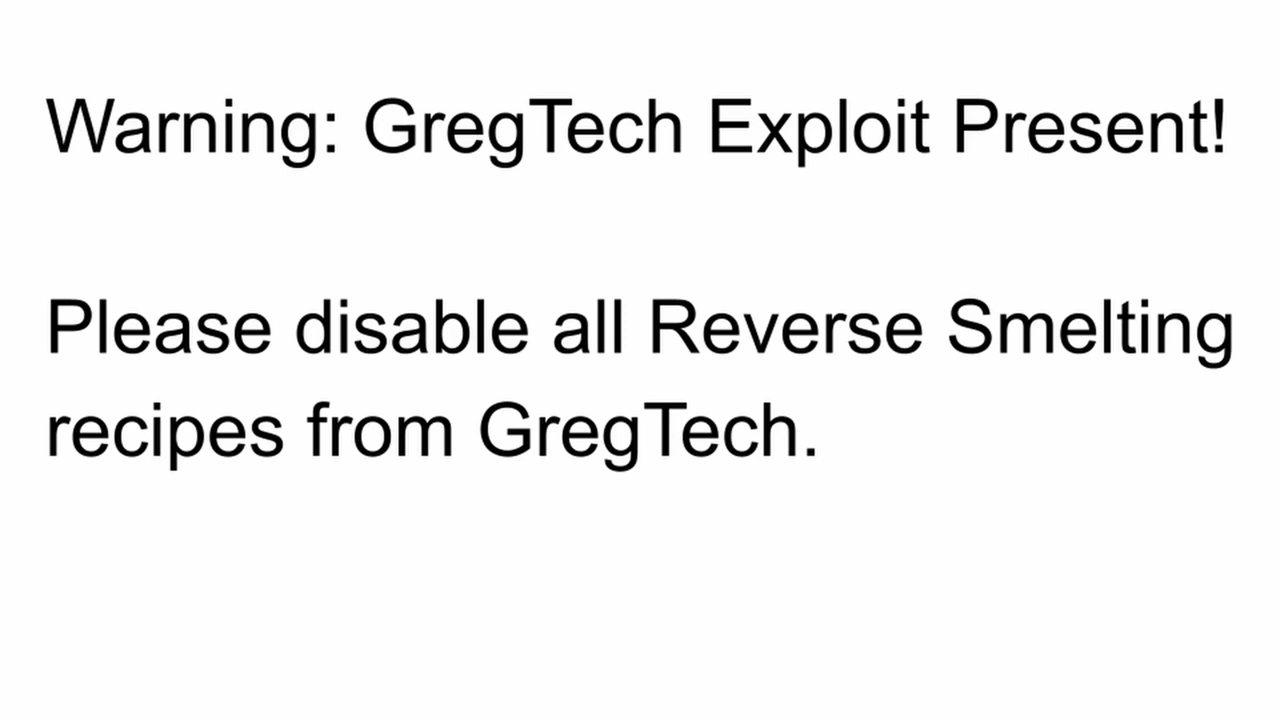 Warning: GregTech Exploit Present!
Please disable all Reverse Smelting
recipes from GregTech.